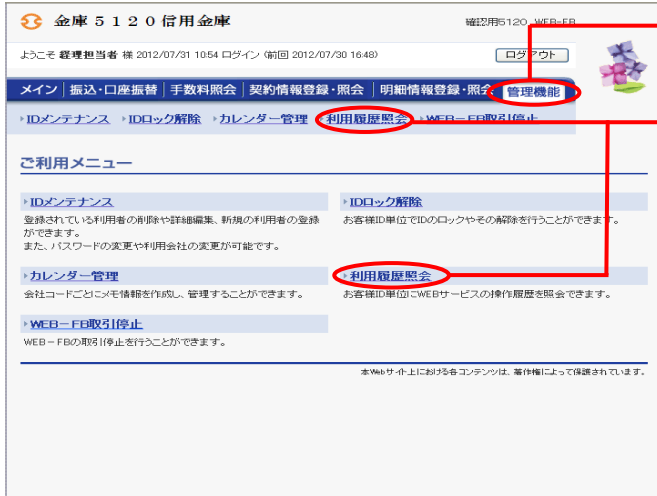 金庫５１２０信用金庫
確認用5120 WEB-FB
ようこそ 経理担当者 様 2012/07/31 10:54 ログイン (前回 2012/07/30 16:48)
ログアウト
メイン 振込・口座振替 手数料照会 契約情報登録・照会 明細情報登録・照会 管理機能
IDメンテナンス IDロック解除 カレンダー管理 利用履歴照会 WEB－FB取引停止
ご利用メニュー
IDメンテナンス
登録されている利用者の削除や詳細編集、新規の利用者の登録
ができます。
また、パスワードの変更や利用会社の変更が可能です。
IDロック解除
お客様ID単位でIDのロックやその解除を行うことができます。
カレンダー管理
会社コードごとにメモ情報を作成し、管理することができます。
利用履歴照会
お客様ID単位にWEBサービスの操作履歴を照会できます。
WEB－FB取引停止
WEB－FBの取引停止を行うことができます。
本Webサイト上における各コンテンツは、著作権によって保護されています。